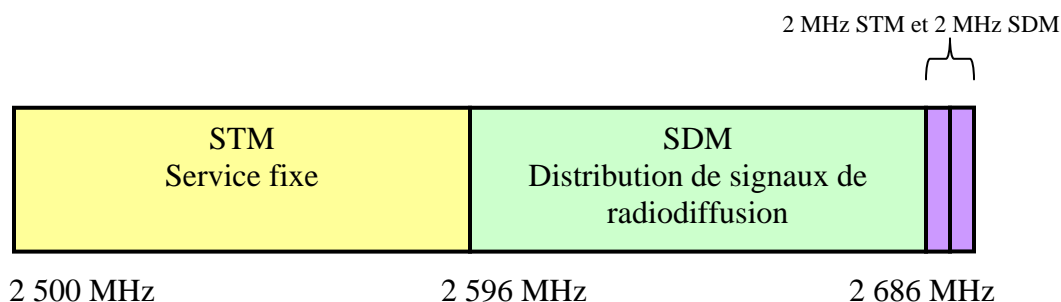 2 MHz STM et 2 MHz SDM
STM
Service fixe
SDM
Distribution de signaux de
radiodiffusion
2 500 MHz
2 596 MHz
2 686 MHz